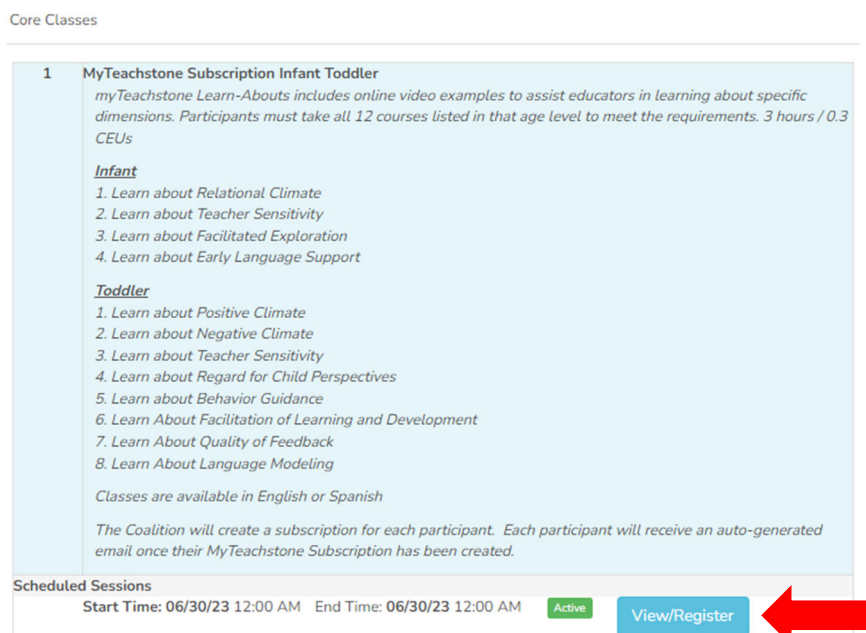 Core Classes
1 MyTeachstone Subscription Infant Toddler
myTeachstone Learn-Abouts includes online video examples to assist educators in learning about specific
dimensions. Participants must take all 12 courses listed in that age level to meet the requirements. 3 hours / 0.3
CEUs
Infant
1. Learn about Relational Climate
2. Learn about Teacher Sensitivity
3. Learn about Facilitated Exploration
4. Learn about Early Language Support
Toddler
1. Learn about Positive Climate
2. Learn about Negative Climate
3. Learn about Teacher Sensitivity
4. Learn about Regard for Child Perspectives
5. Learn about Behavior Guidance
6. Learn About Facilitation of Learning and Development
7. Learn About Quality of Feedback
8. Learn About Language Modeling
Classes are available in English or Spanish
The Coalition will create a subscription for each participant. Each participant will receive an auto-generated
email once their MyTeachstone Subscription has been created.
Scheduled Sessions
Start Time: 06/30/23 12:00 AM End Time: 06/30/23 12:00 AM Active View/Register